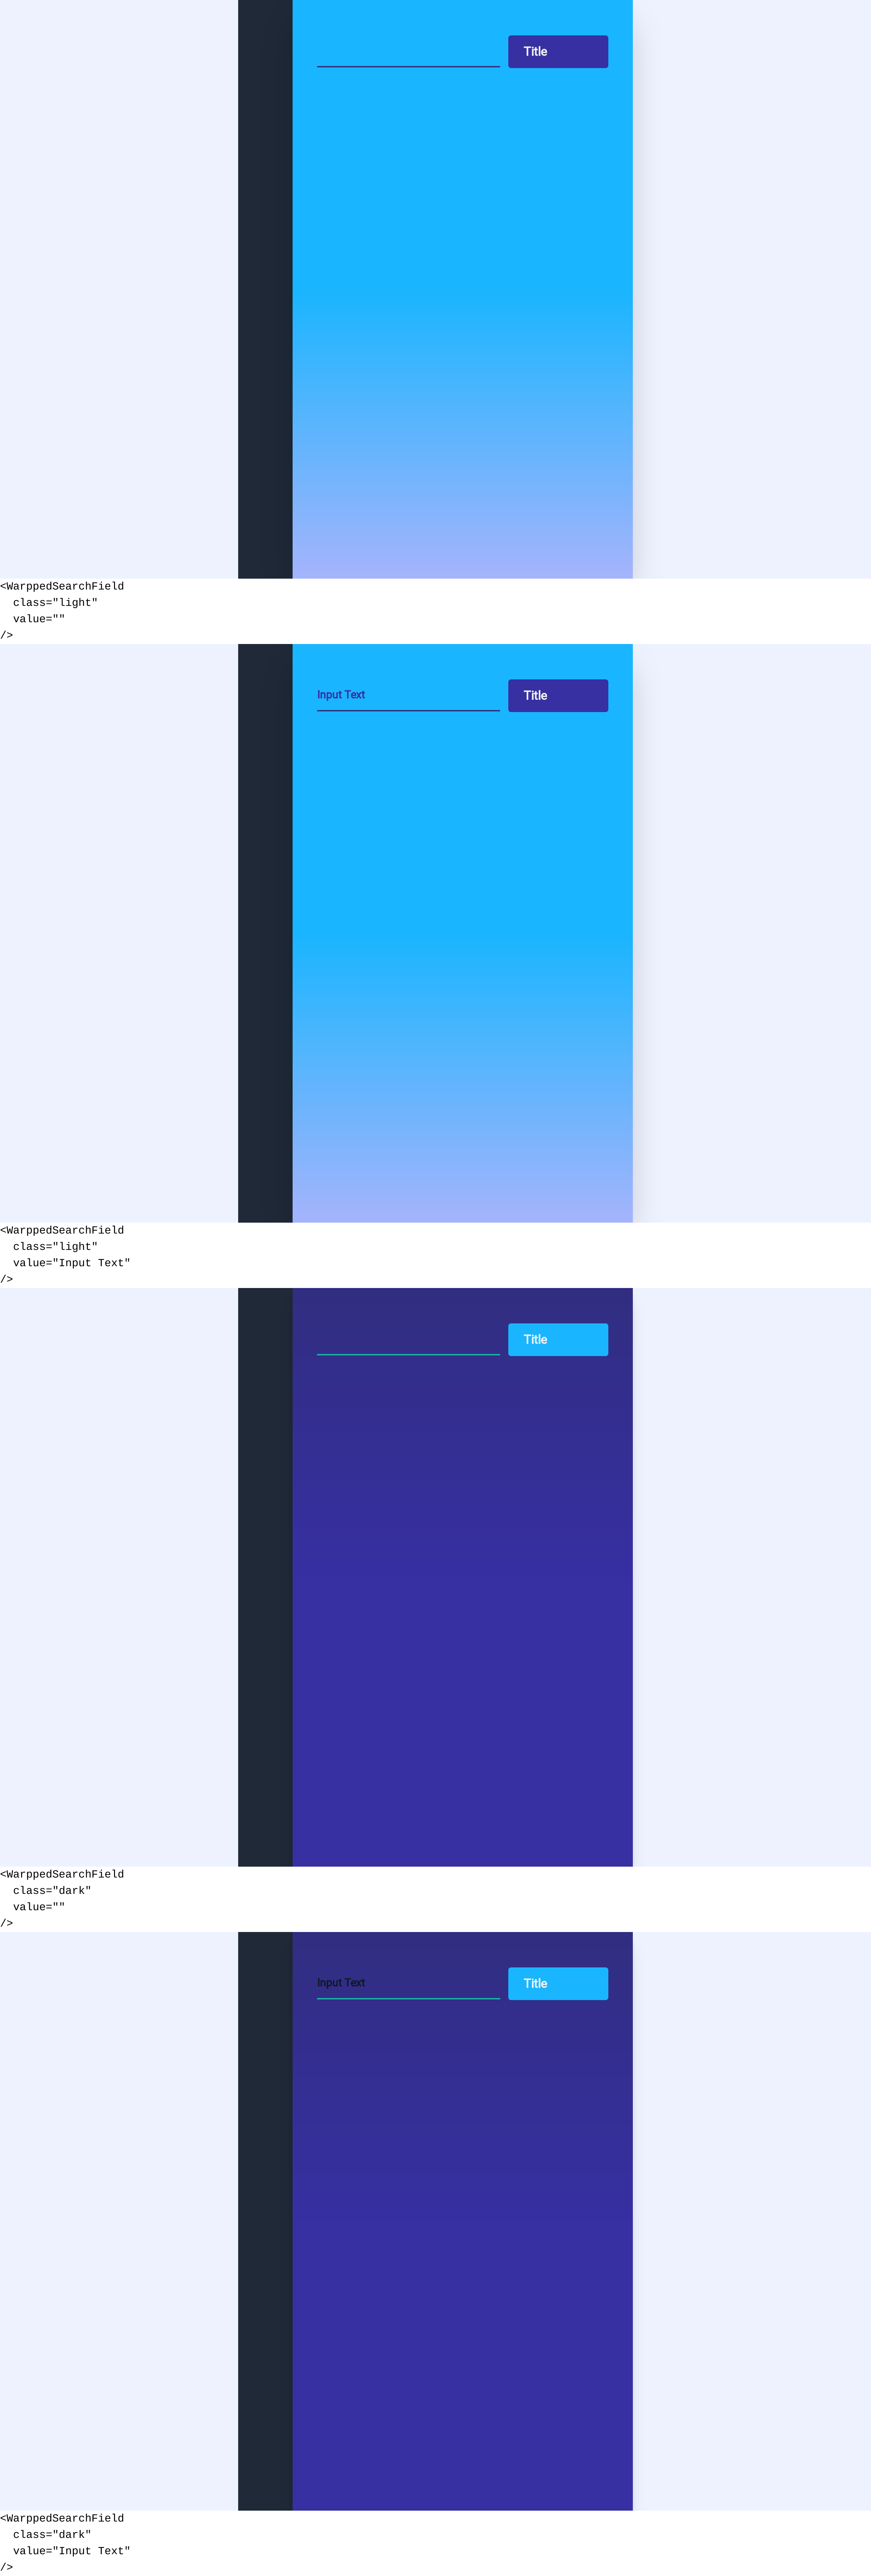 Title
<WarppedSearchField
  class="light"
  value=""
/>
Input Text Title
<WarppedSearchField
  class="light"
  value="Input Text"
/>
Title
<WarppedSearchField
  class="dark"
  value=""
/>
Input Text Title
<WarppedSearchField
  class="dark"
  value="Input Text"
/>